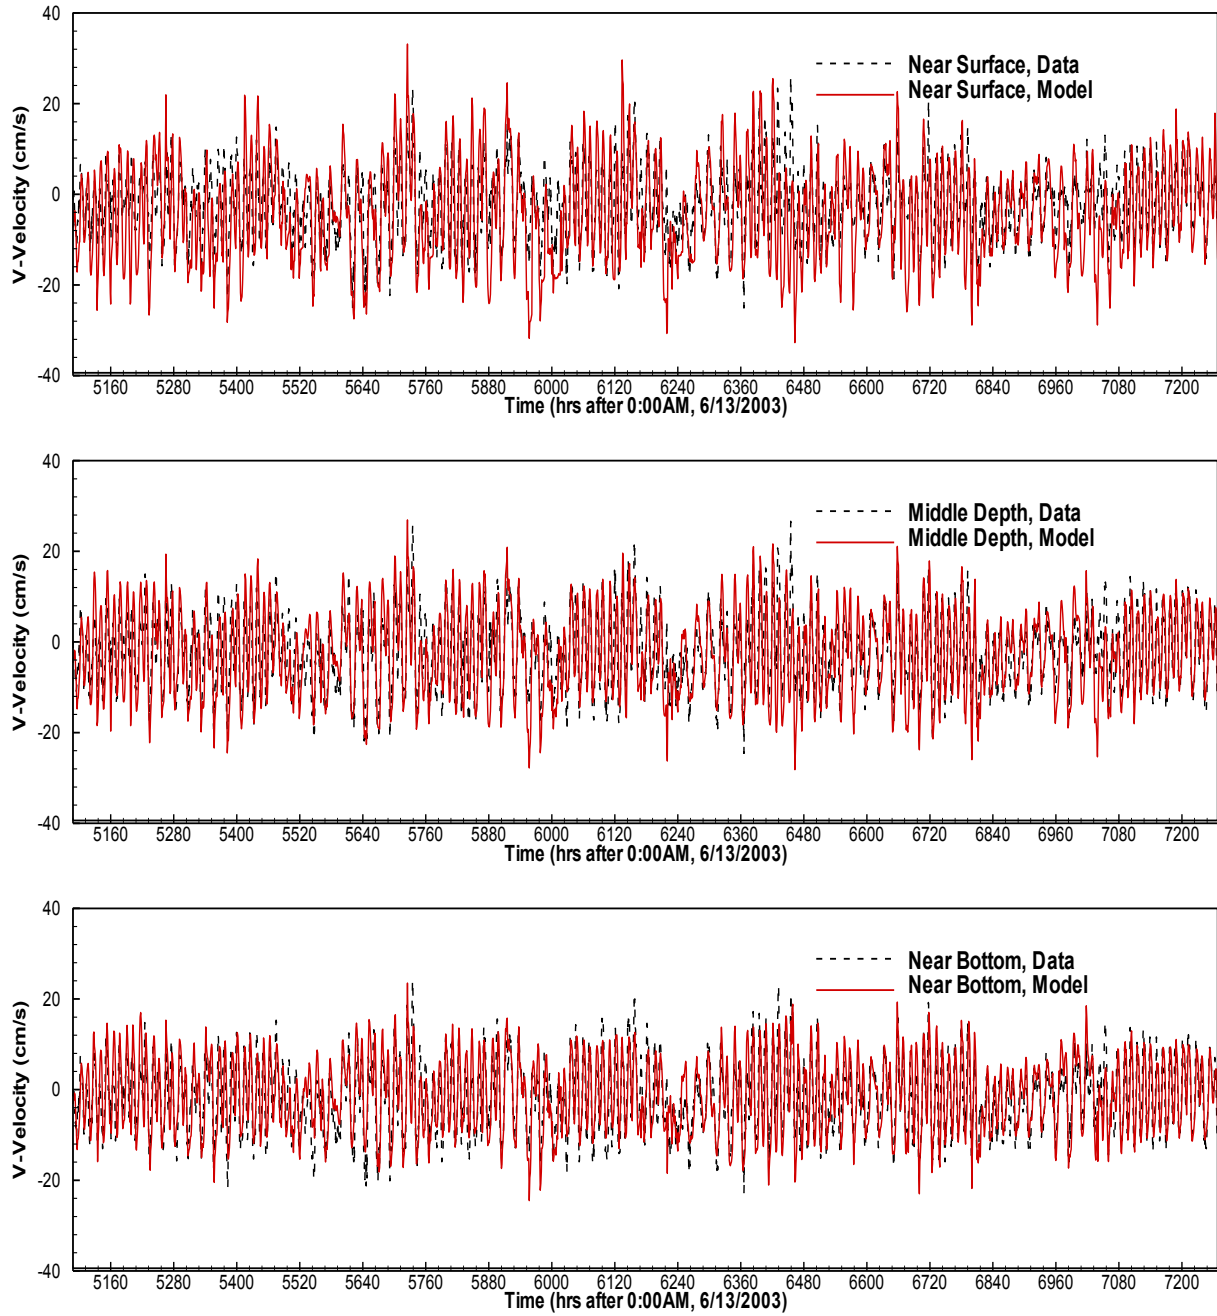 40
20
0
-20
-40
V-Velocity (cm/s)
Near Surface, Data
Near Surface, Model
5160 5280 5400 5520 5640 5760 5880 6000 6120 6240 6360 6480 6600 6720 6840 6960 7080 7200
Time (hrs after 0:00AM, 6/13/2003)
40
20
0
-20
-40
V-Velocity (cm/s)
Middle Depth, Data
Middle Depth, Model
5160 5280 5400 5520 5640 5760 5880 6000 6120 6240 6360 6480 6600 6720 6840 6960 7080 7200
Time (hrs after 0:00AM, 6/13/2003)
40
20
0
-20
-40
V-Velocity (cm/s)
Near Bottom, Data
Near Bottom, Model
5160 5280 5400 5520 5640 5760 5880 6000 6120 6240 6360 6480 6600 6720 6840 6960 7080 7200
Time (hrs after 0:00AM, 6/13/2003)